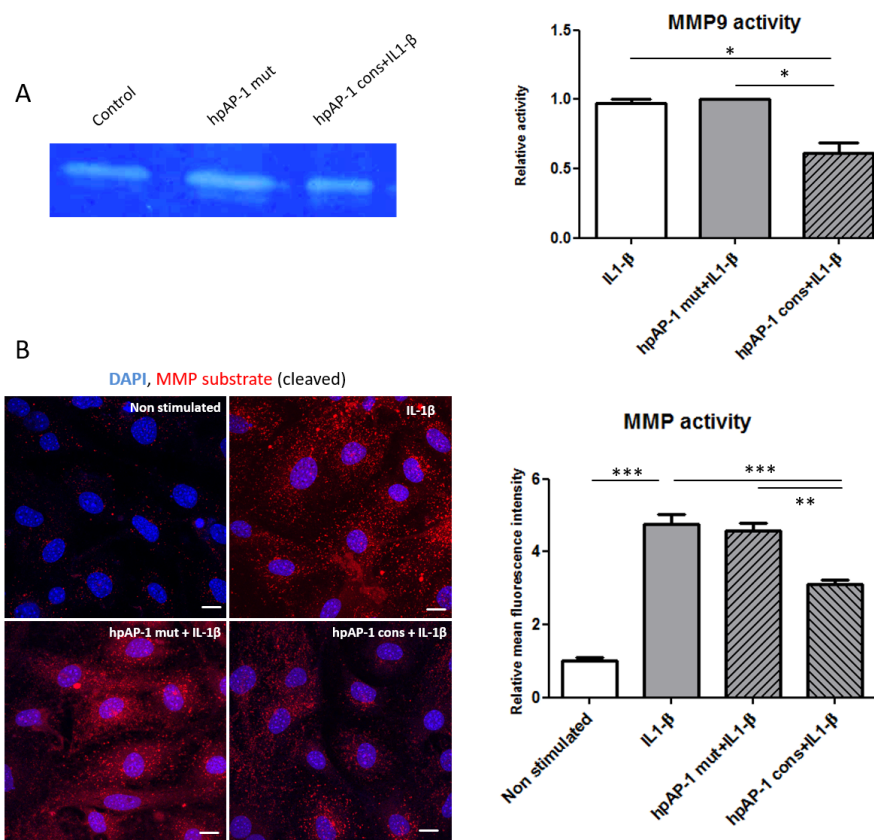 A
Control
hpAP-1 mut
hpAP-1 cons+IL1-β
MMP9 activity
Relative activity
1.5
1.0
0.5
0.0
*
*
IL1-β
hpAP-1 mut+IL1-β
hpAP-1 cons+IL1-β
B
DAPI, MMP substrate (cleaved)
Non stimulated
IL-1β
hpAP-1 mut + IL-1β
hpAP-1 cons + IL-1β
MMP activity
Relative mean fluorescence intensity
6
4
2
0
***
***
**
Non stimulated
IL1-β
hpAP-1 mut+IL1-β
hpAP-1 cons+IL1-β